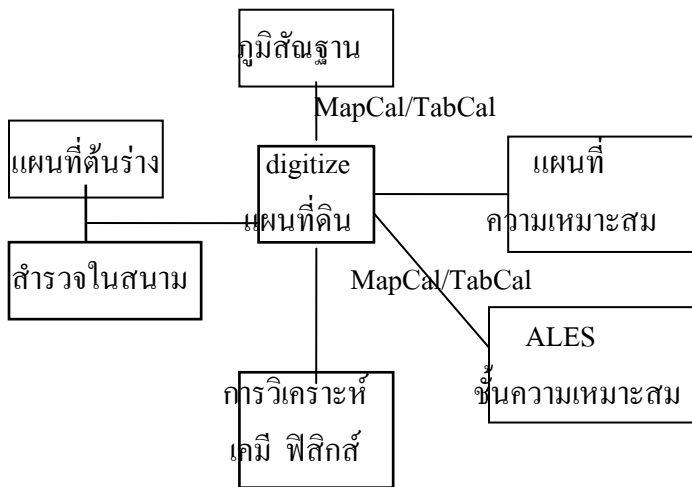 ภูมิสัณฐาน
MapCal/TabCal
แผนที่ต้นร่าง
digitize
แผนที่ดิน
แผนที่
ความเหมาะสม
สำรวจในสนาม
MapCal/TabCal
ALES
ชั้นความเหมาะสม
การวิเคราะห์
เคมี ฟิสิกส์